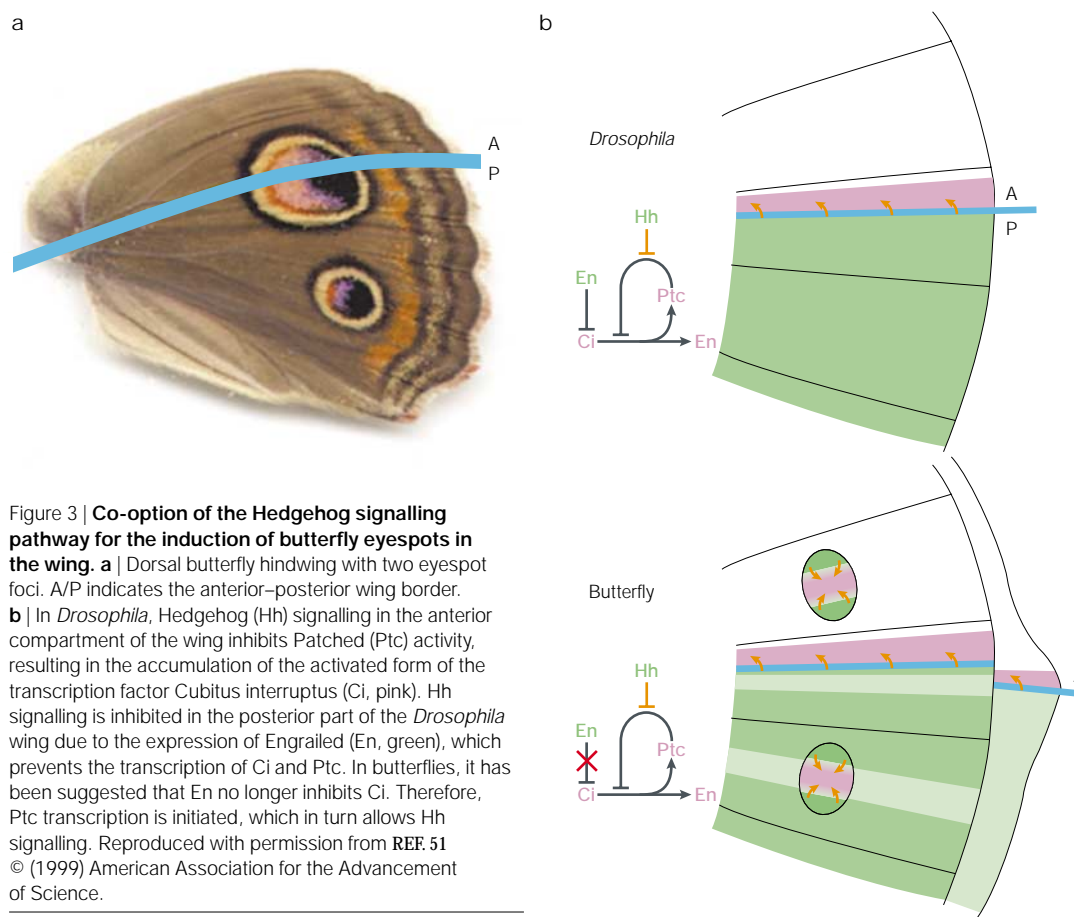 a
A
P
Figure 3 | Co-option of the Hedgehog signalling
pathway for the induction of butterfly eyespots in
the wing. a | Dorsal butterfly hindwing with two eyespot
foci. A/P indicates the anterior–posterior wing border.
b | In Drosophila, Hedgehog (Hh) signalling in the anterior
compartment of the wing inhibits Patched (Ptc) activity,
resulting in the accumulation of the activated form of the
transcription factor Cubitus interruptus (Ci, pink). Hh
signalling is inhibited in the posterior part of the Drosophila
wing due to the expression of Engrailed (En, green), which
prevents the transcription of Ci and Ptc. In butterflies, it has
been suggested that En no longer inhibits Ci. Therefore,
Ptc transcription is initiated, which in turn allows Hh
signalling. Reproduced with permission from REF. 51
© (1999) American Association for the Advancement
of Science.
b
Drosophila
A
P
Hh
En
Ptc
Ci En
Butterfly
Hh
En
Ptc
Ci En